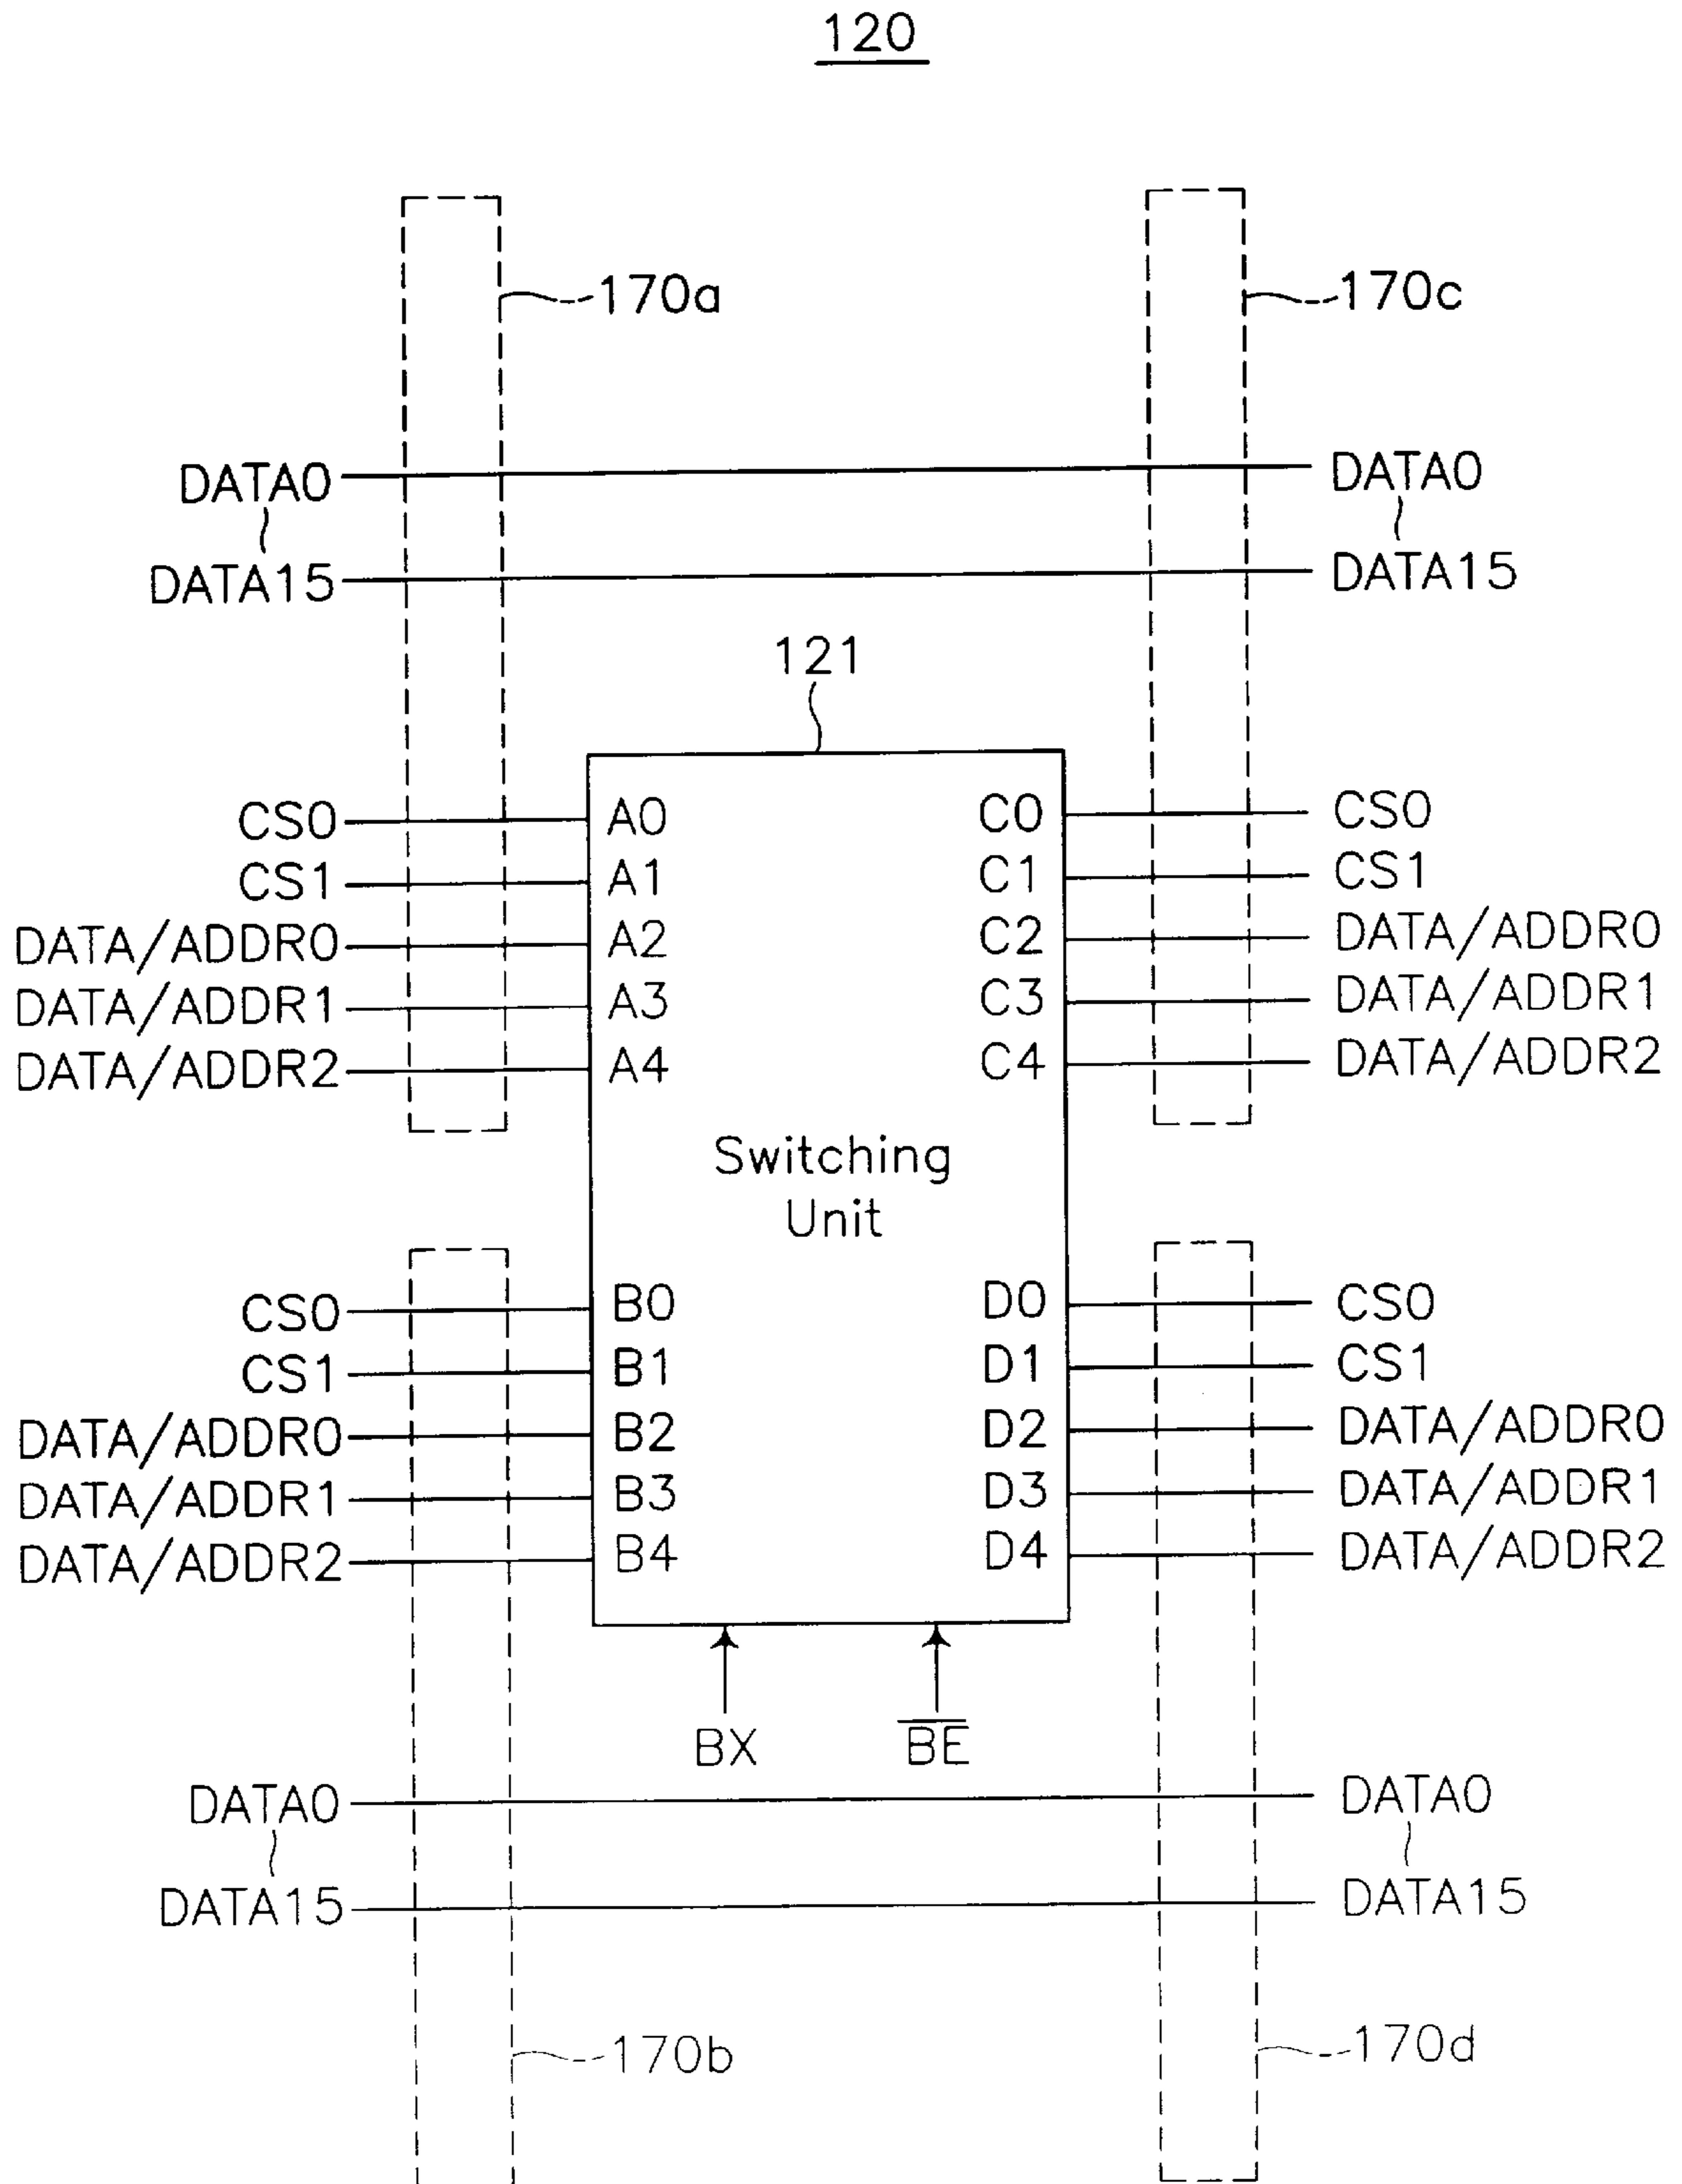 120
170a 170c
DATA0 DATA0
DATA15 DATA15
121
CS0 A0 C0 CS0
CS1 A1 C1 CS1
DATA/ADDR0 A2 C2 DATA/ADDR0
DATA/ADDR1 A3 C3 DATA/ADDR1
DATA/ADDR2 A4 C4 DATA/ADDR2
Switching
Unit
CS0 B0 D0 CS0
CS1 B1 D1 CS1
DATA/ADDR0 B2 D2 DATA/ADDR0
DATA/ADDR1 B3 D3 DATA/ADDR1
DATA/ADDR2 B4 D4 DATA/ADDR2
BX B̅E̅
DATA0 DATA0
DATA15 DATA15
170b 170d